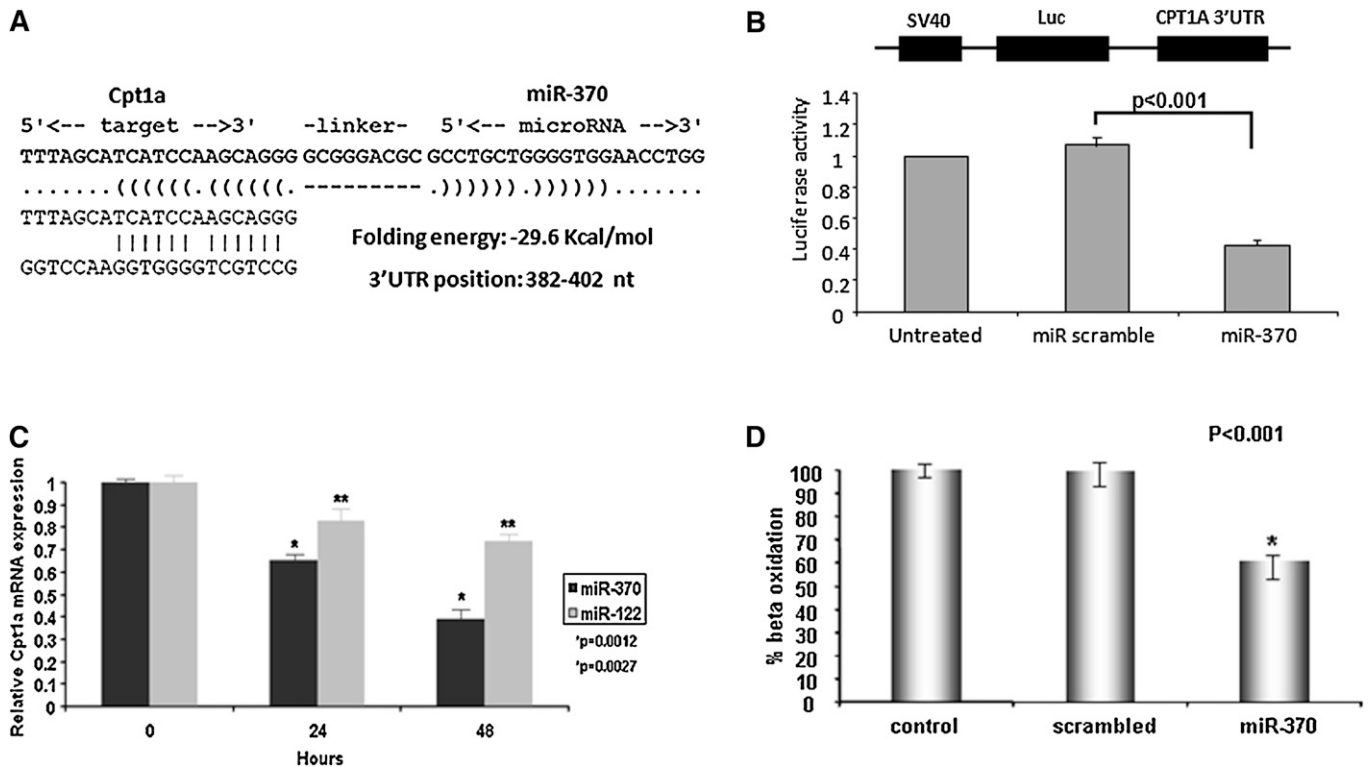 A
Cpt1a miR-370
5'<-- target -->3' -linker- 5'<-- microRNA -->3'
TTTAGCATCATCCAAGCAGGG GCGGGACGC GCCTGCTGGGGTGGAACCTGG
.......((((((.((((((. --------- .)))))).)))))).......
TTTAGCATCATCCAAGCAGGG
|||||| ||||||
GGTCCAAGGTGGGGTCGTCCG
Folding energy: -29.6 Kcal/mol
3'UTR position: 382-402 nt
B
SV40 Luc CPT1A 3'UTR
Luciferase activity
1.4
1.2
1
0.8
0.6
0.4
0.2
0
p<0.001
Untreated miR scramble miR-370
C
Relative Cpt1a mRNA expression
1
0.9
0.8
0.7
0.6
0.5
0.4
0.3
0.2
0.1
0
* ** * **
0 24 48
Hours
miR-370
miR-122
*p=0.0012
*p=0.0027
D
P<0.001
% beta oxidation
100
90
80
70
60
50
40
30
20
10
0
*
control scrambled miR-370